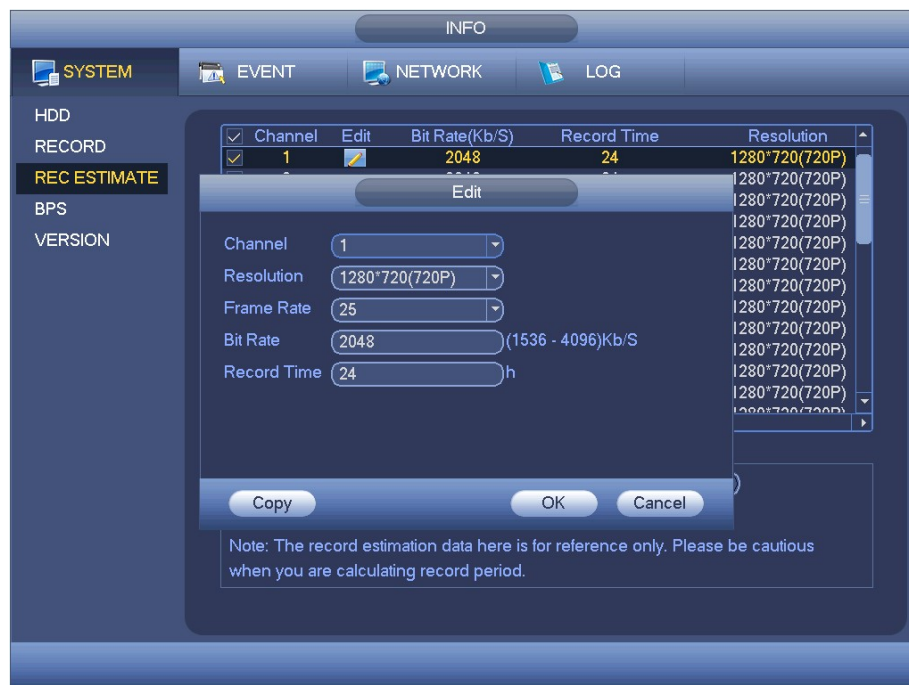 INFO
SYSTEM EVENT NETWORK LOG
HDD
RECORD
REC ESTIMATE
BPS
VERSION
Channel Edit Bit Rate(Kb/S) Record Time Resolution
1 2048 24 1280*720(720P)
1280*720(720P)
1280*720(720P)
1280*720(720P)
1280*720(720P)
1280*720(720P)
1280*720(720P)
1280*720(720P)
1280*720(720P)
1280*720(720P)
1280*720(720P)
1280*720(720P)
1280*720(720P)
Edit
Channel 1
Resolution 1280*720(720P)
Frame Rate 25
Bit Rate 2048 (1536 - 4096)Kb/S
Record Time 24 h
Copy OK Cancel
Note: The record estimation data here is for reference only. Please be cautious
when you are calculating record period.